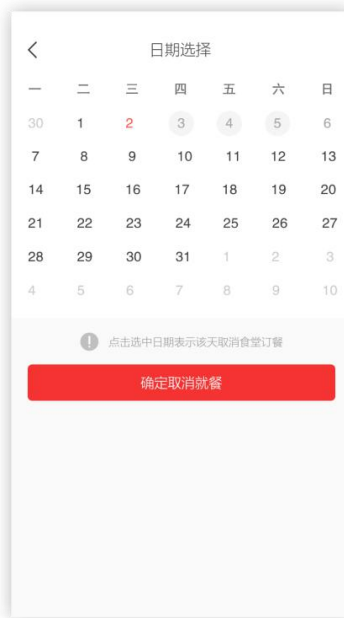 日期选择
一 二 三 四 五 六 日
30 1 2 3 4 5 6
7 8 9 10 11 12 13
14 15 16 17 18 19 20
21 22 23 24 25 26 27
28 29 30 31 1 2 3
4 5 6 7 8 9 10
点击选中日期表示该天取消食堂订餐
确定取消就餐